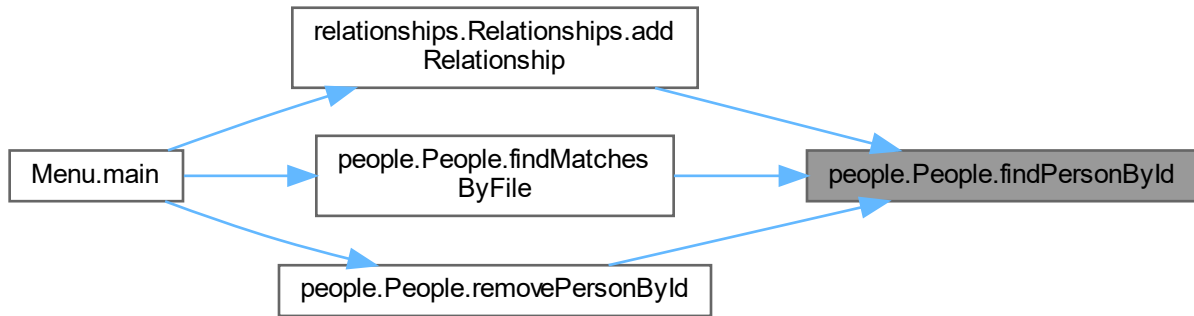 relationships.Relationships.add
Relationship
Menu.main
people.People.findMatches
ByFile
people.People.findPersonById
people.People.removePersonById